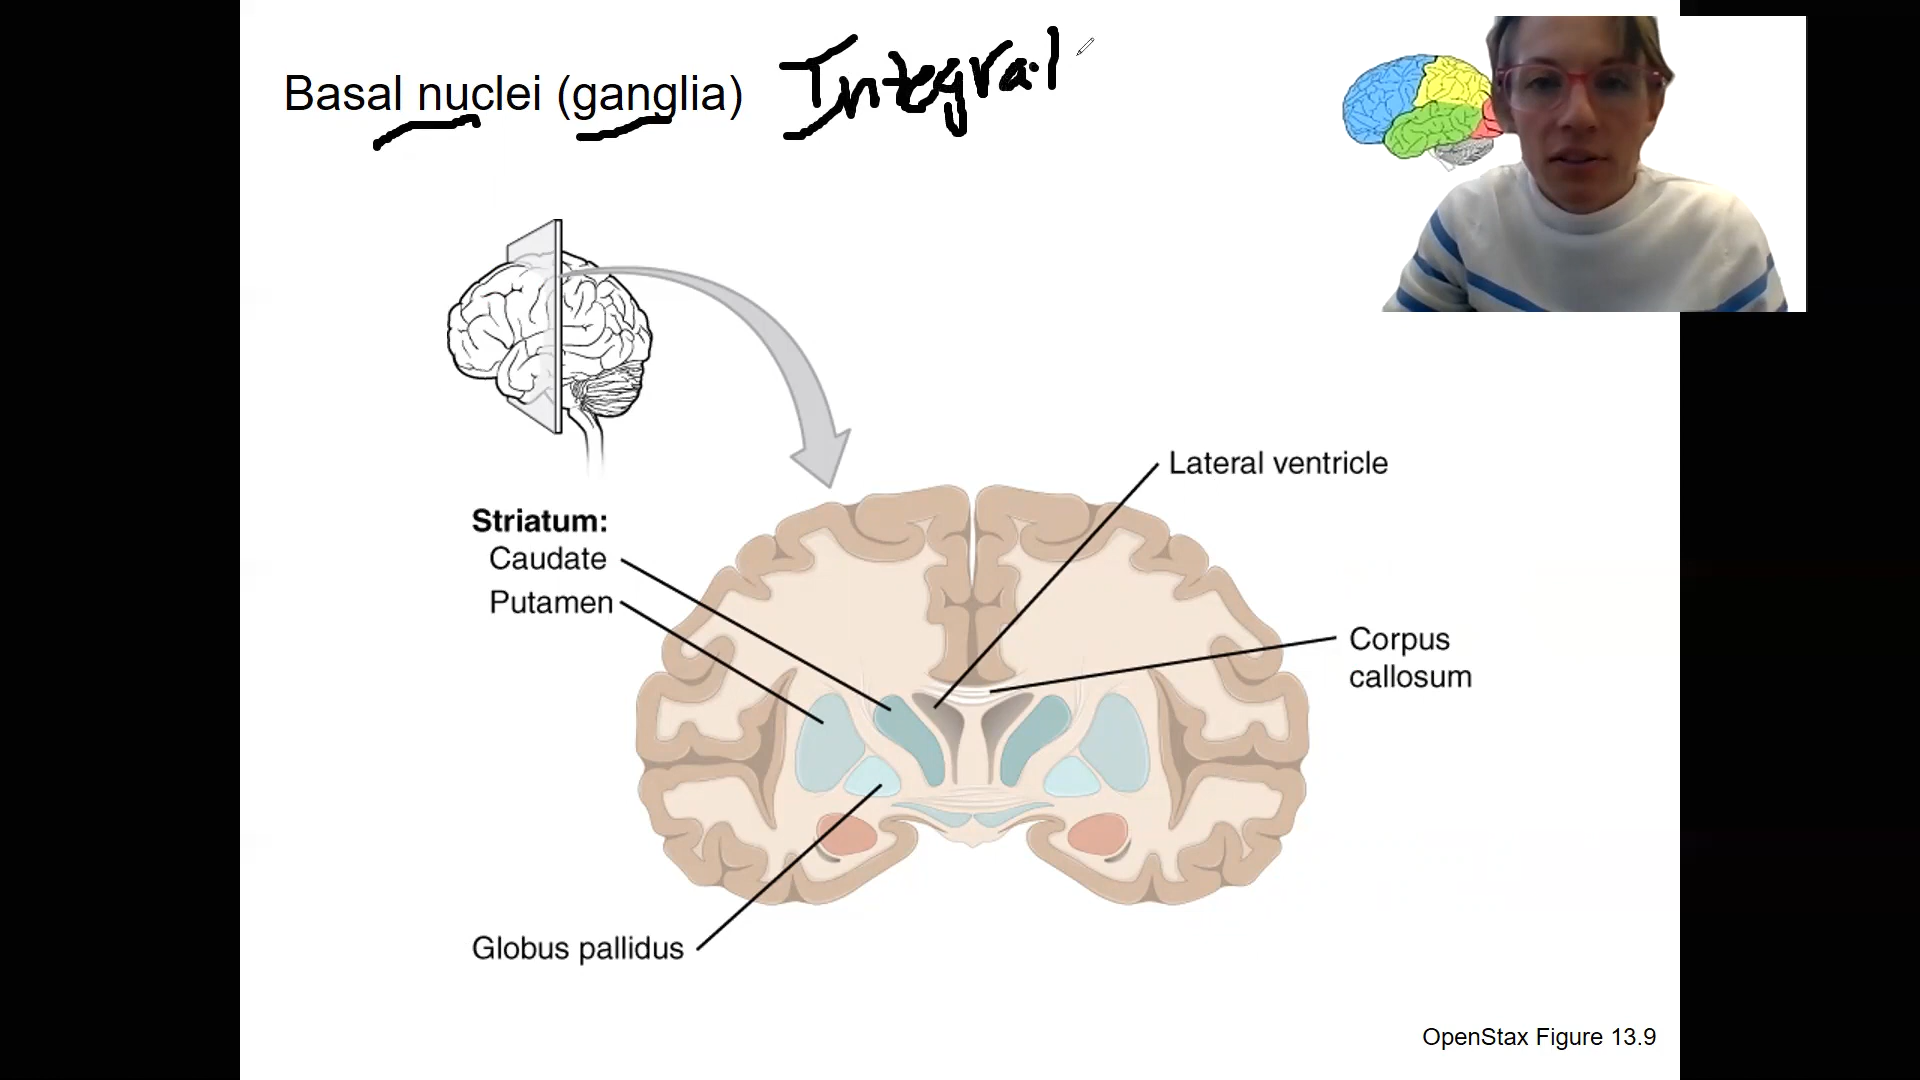 Basal nuclei (ganglia) Integral
Lateral ventricle
Striatum:
Caudate
Putamen
Corpus
callosum
Globus pallidus
OpenStax Figure 13.9